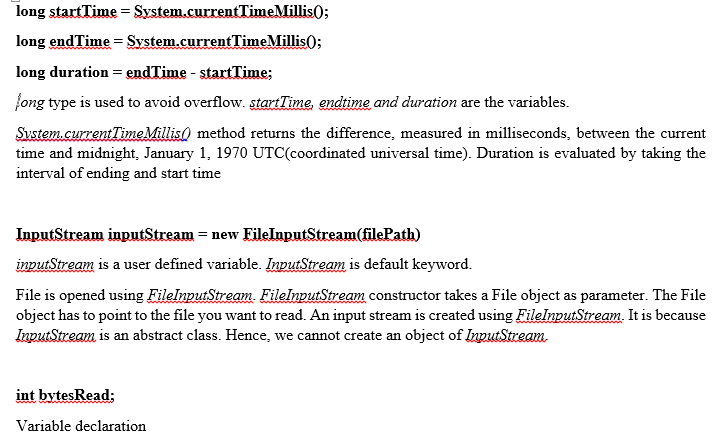 long startTime = System.currentTimeMillis();
long endTime = System.currentTimeMillis();
long duration = endTime - startTime;
long type is used to avoid overflow. startTime, endtime and duration are the variables.
System.currentTimeMillis() method returns the difference, measured in milliseconds, between the current
time and midnight, January 1, 1970 UTC(coordinated universal time). Duration is evaluated by taking the
interval of ending and start time
InputStream inputStream = new FileInputStream(filePath)
inputStream is a user defined variable. InputStream is default keyword.
File is opened using FileInputStream. FileInputStream constructor takes a File object as parameter. The File
object has to point to the file you want to read. An input stream is created using FileInputStream. It is because
InputStream is an abstract class. Hence, we cannot create an object of InputStream.
int bytesRead;
Variable declaration